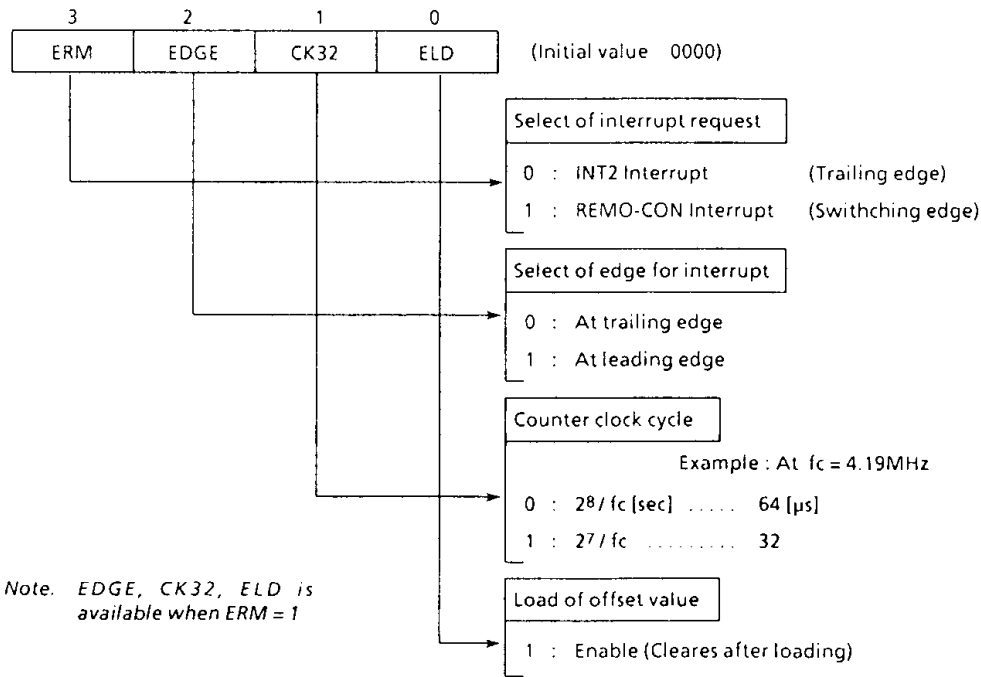 3 2 1 0
ERM EDGE CK32 ELD (Initial value 0000)
Select of interrupt request
0 : INT2 Interrupt (Trailing edge)
1 : REMO-CON Interrupt (Swithching edge)
Select of edge for interrupt
0 : At trailing edge
1 : At leading edge
Counter clock cycle
Example : At fc = 4.19MHz
0 : 2⁸/ fc [sec] ..... 64 [μs]
1 : 2⁷/ fc ......... 32
Note. EDGE, CK32, ELD is
available when ERM = 1
Load of offset value
1 : Enable (Cleares after loading)